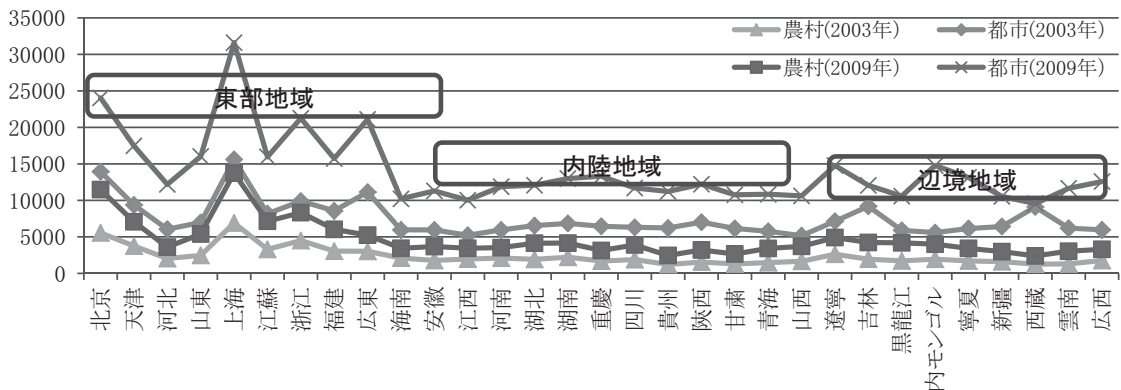 35000
30000
25000
20000
15000
10000
5000
0
農村(2003年)
都市(2003年)
農村(2009年)
都市(2009年)
東部地域
内陸地域
辺境地域
北京
天津
河北
山東
上海
江蘇
浙江
福建
広東
海南
安徽
江西
河南
湖北
湖南
重慶
四川
貴州
陝西
甘粛
青海
山西
遼寧
吉林
黒龍江
内モンゴル
寧夏
新疆
西蔵
雲南
広西